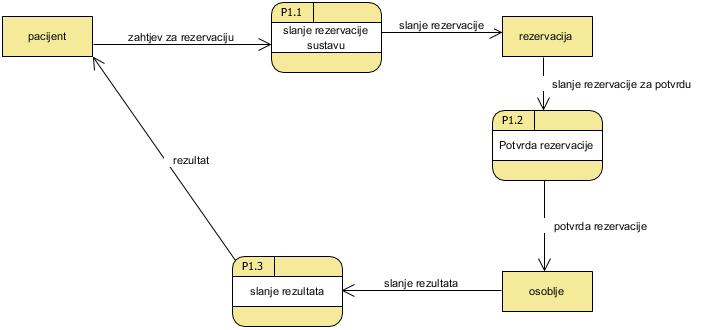 P1.1
pacijent
zahtjev za rezervaciju
slanje rezervacije
sustavu
slanje rezervacije
rezervacija
slanje rezervacije za potvrdu
P1.2
Potvrda rezervacije
rezultat
potvrda rezervacije
P1.3
slanje rezultata
slanje rezultata
osoblje